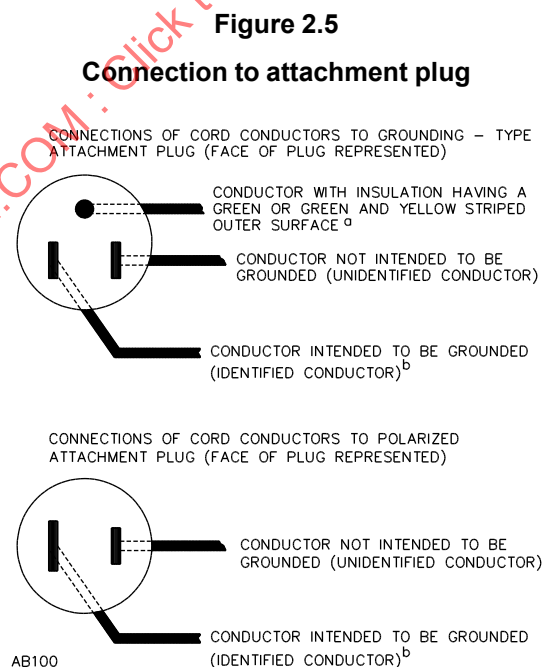 Figure 2.5
Connection to attachment plug
.COM : Click t
CONNECTIONS OF CORD CONDUCTORS TO GROUNDING – TYPE
ATTACHMENT PLUG (FACE OF PLUG REPRESENTED)
CONDUCTOR WITH INSULATION HAVING A
GREEN OR GREEN AND YELLOW STRIPED
OUTER SURFACE a
CONDUCTOR NOT INTENDED TO BE
GROUNDED (UNIDENTIFIED CONDUCTOR)
CONDUCTOR INTENDED TO BE GROUNDED
(IDENTIFIED CONDUCTOR)b
CONNECTIONS OF CORD CONDUCTORS TO POLARIZED
ATTACHMENT PLUG (FACE OF PLUG REPRESENTED)
CONDUCTOR NOT INTENDED TO BE
GROUNDED (UNIDENTIFIED CONDUCTOR)
CONDUCTOR INTENDED TO BE GROUNDED
(IDENTIFIED CONDUCTOR)b
AB100